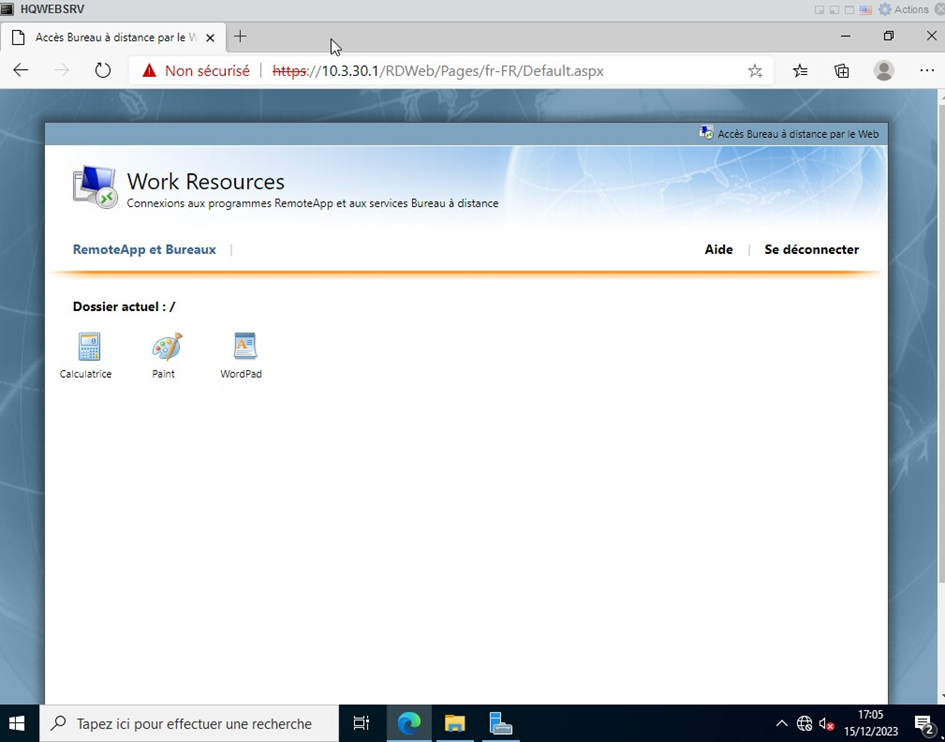 HQWEBSRV
Actions
Accès Bureau à distance par le W
Non sécurisé | https://10.3.30.1/RDWeb/Pages/fr-FR/Default.aspx
Accès Bureau à distance par le Web
Work Resources
Connexions aux programmes RemoteApp et aux services Bureau à distance
RemoteApp et Bureaux | Aide | Se déconnecter
Dossier actuel : /
Calculatrice Paint WordPad
Tapez ici pour effectuer une recherche
17:05
15/12/2023
2